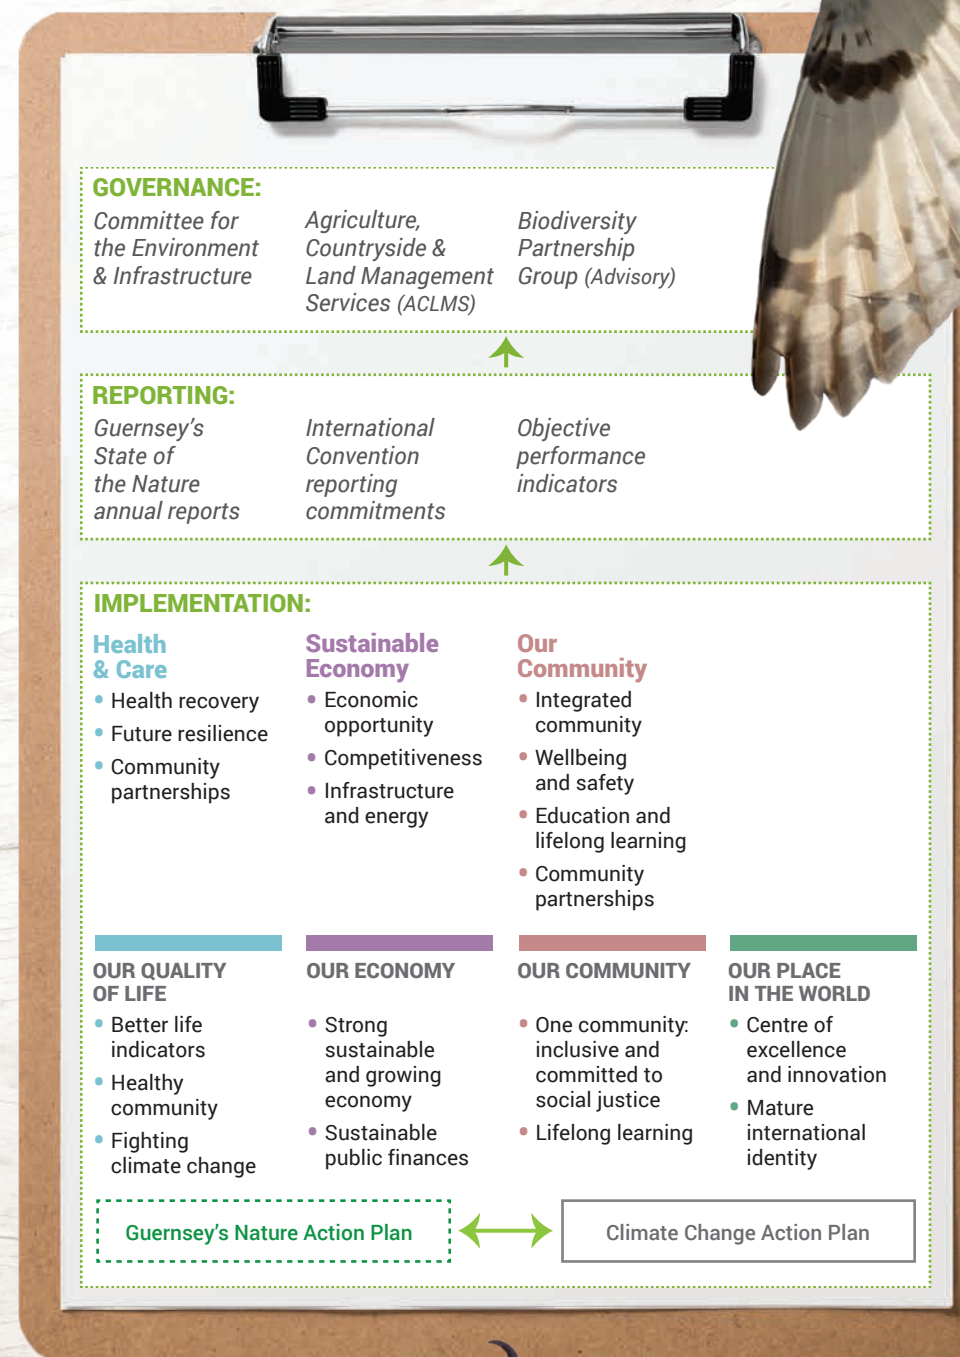 GOVERNANCE:
Committee for
the Environment
& Infrastructure
Agriculture,
Countryside &
Land Management
Services (ACLMS)
Biodiversity
Partnership
Group (Advisory)
REPORTING:
Guernsey's
State of
the Nature
annual reports
International
Convention
reporting
commitments
Objective
performance
indicators
IMPLEMENTATION:
Health
& Care
• Health recovery
• Future resilience
• Community
partnerships
Sustainable
Economy
• Economic
opportunity
• Competitiveness
• Infrastructure
and energy
Our
Community
• Integrated
community
• Wellbeing
and safety
• Education and
lifelong learning
• Community
partnerships
OUR QUALITY
OF LIFE
• Better life
indicators
• Healthy
community
• Fighting
climate change
OUR ECONOMY
• Strong
sustainable
and growing
economy
• Sustainable
public finances
OUR COMMUNITY
• One community:
inclusive and
committed to
social justice
• Lifelong learning
OUR PLACE
IN THE WORLD
• Centre of
excellence
and innovation
• Mature
international
identity
Guernsey's Nature Action Plan
Climate Change Action Plan